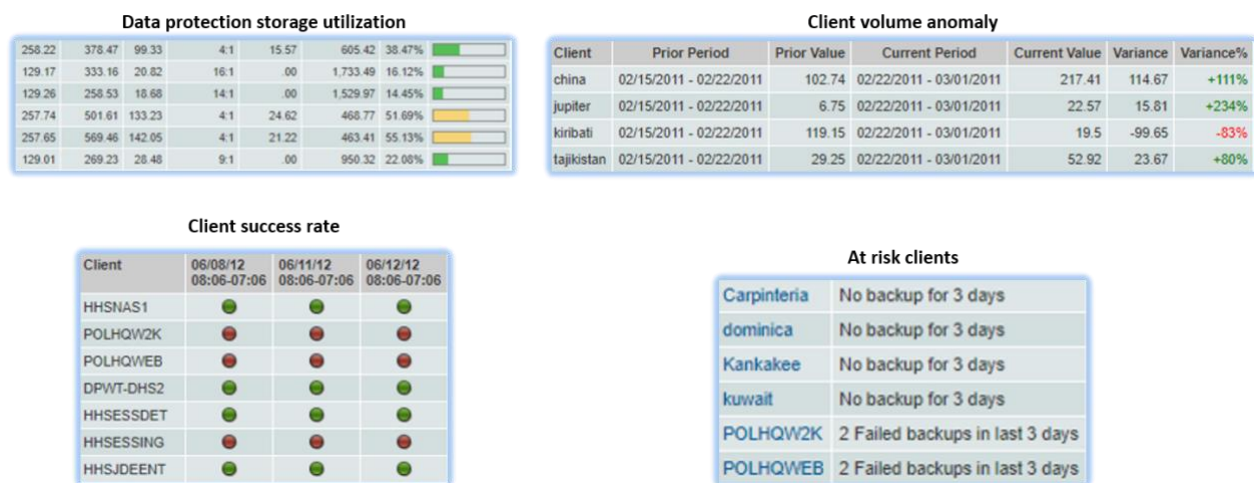 Data protection storage utilization
258.22 378.47 99.33 4:1 15.57 605.42 38.47%
129.17 333.16 20.82 16:1 .00 1,733.49 16.12%
129.26 258.53 18.68 14:1 .00 1,529.97 14.45%
257.74 501.61 133.23 4:1 24.62 468.77 51.69%
257.65 569.46 142.05 4:1 21.22 463.41 55.13%
129.01 269.23 28.48 9:1 .00 950.32 22.08%
Client volume anomaly
Client Prior Period Prior Value Current Period Current Value Variance Variance%
china 02/15/2011 - 02/22/2011 102.74 02/22/2011 - 03/01/2011 217.41 114.67 +111%
jupiter 02/15/2011 - 02/22/2011 6.75 02/22/2011 - 03/01/2011 22.57 15.81 +234%
kiribati 02/15/2011 - 02/22/2011 119.15 02/22/2011 - 03/01/2011 19.5 -99.65 -83%
tajikistan 02/15/2011 - 02/22/2011 29.25 02/22/2011 - 03/01/2011 52.92 23.67 +80%
Client success rate
Client 06/08/12 06/11/12 06/12/12
08:06-07:06 08:06-07:06 08:06-07:06
HHSNAS1
POLHQW2K
POLHQWEB
DPWT-DHS2
HHSESSDET
HHSESSING
HHSJDEENT
At risk clients
Carpinteria No backup for 3 days
dominica No backup for 3 days
Kankakee No backup for 3 days
kuwait No backup for 3 days
POLHQW2K 2 Failed backups in last 3 days
POLHQWEB 2 Failed backups in last 3 days